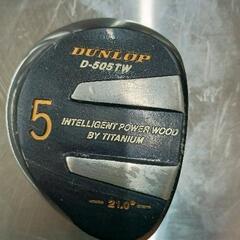 DUNLOP
D-505TW
5
INTELLIGENT POWER WOOD
BY TITANIUM
21.0°